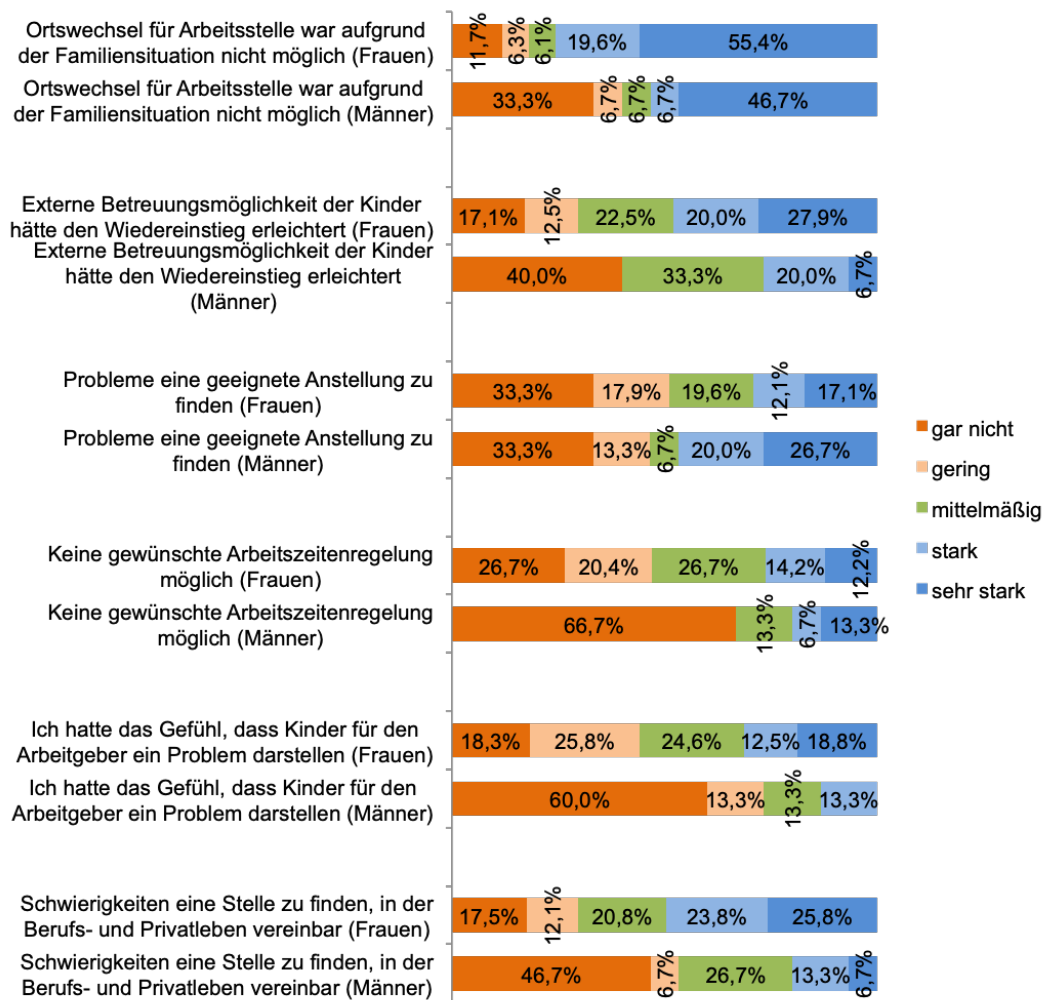 Ortswechsel für Arbeitsstelle war aufgrund
der Familiensituation nicht möglich (Frauen)
11,7% 6,3% 6,1% 19,6% 55,4%
Ortswechsel für Arbeitsstelle war aufgrund
der Familiensituation nicht möglich (Männer)
33,3% 6,7% 6,7% 6,7% 46,7%
Externe Betreuungsmöglichkeit der Kinder
hätte den Wiedereinstieg erleichtert (Frauen)
17,1% 12,5% 22,5% 20,0% 27,9%
Externe Betreuungsmöglichkeit der Kinder
hätte den Wiedereinstieg erleichtert
(Männer)
40,0% 33,3% 20,0% 6,7%
Probleme eine geeignete Anstellung zu
finden (Frauen)
33,3% 17,9% 19,6% 12,1% 17,1%
Probleme eine geeignete Anstellung zu
finden (Männer)
33,3% 13,3% 6,7% 20,0% 26,7%
Keine gewünschte Arbeitszeitenregelung
möglich (Frauen)
26,7% 20,4% 26,7% 14,2% 12,2%
Keine gewünschte Arbeitszeitenregelung
möglich (Männer)
66,7% 13,3% 6,7% 13,3%
Ich hatte das Gefühl, dass Kinder für den
Arbeitgeber ein Problem darstellen (Frauen)
18,3% 25,8% 24,6% 12,5% 18,8%
Ich hatte das Gefühl, dass Kinder für den
Arbeitgeber ein Problem darstellen (Männer)
60,0% 13,3% 13,3% 13,3%
Schwierigkeiten eine Stelle zu finden, in der
Berufs- und Privatleben vereinbar (Frauen)
17,5% 12,1% 20,8% 23,8% 25,8%
Schwierigkeiten eine Stelle zu finden, in der
Berufs- und Privatleben vereinbar (Männer)
46,7% 6,7% 26,7% 13,3% 6,7%
gar nicht
gering
mittelmäßig
stark
sehr stark